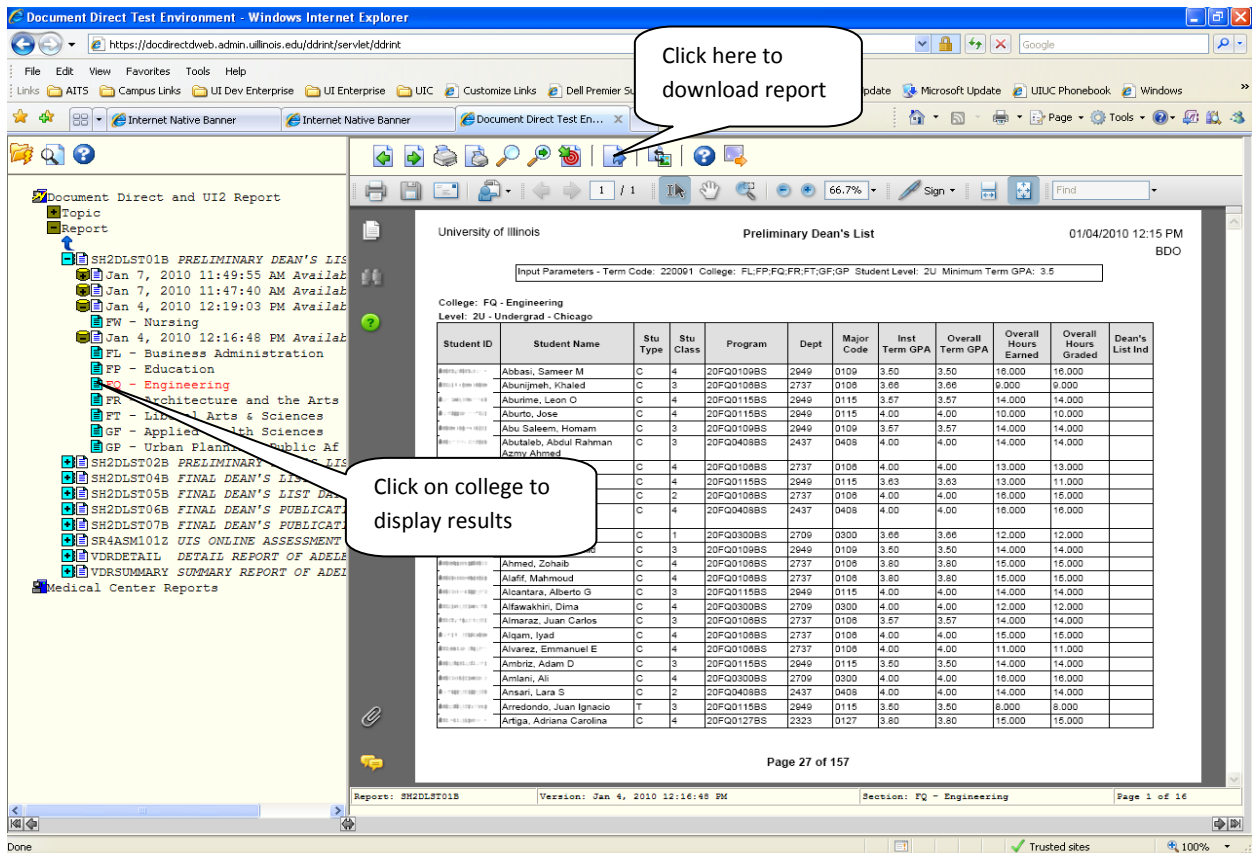 Document Direct Test Environment - Windows Internet Explorer
https://docdirectdweb.admin.uillinois.edu/ddrint/servlet/ddrint
Google
File Edit View Favorites Tools Help
Links AITS Campus Links UI Dev Enterprise UI Enterprise UIC Customize Links Dell Premier Microsoft Update UIUC Phonebook Windows »
Internet Native Banner Internet Native Banner Document Direct Test En... X Page Tools
Click here to
download report
1 / 1 66.7% Sign Find
Document Direct and UI2 Report
Topic
Report
SH2DLST01B PRELIMINARY DEAN'S LIS
Jan 7, 2010 11:49:55 AM Availab
Jan 7, 2010 11:47:40 AM Availab
Jan 4, 2010 12:19:03 PM Availab
FW - Nursing
Jan 4, 2010 12:16:48 PM Availab
FL - Business Administration
FP - Education
FQ - Engineering
FR - Architecture and the Arts
FT - Liberal Arts & Sciences
GF - Applied Health Sciences
GP - Urban Planning Public Af
SH2DLST02B PRELIMINARY LIS
SH2DLST04B FINAL DEAN'S
SH2DLST05B FINAL DEAN'S LIST
SH2DLST06B FINAL DEAN'S PUBLICATI
SH2DLST07B FINAL DEAN'S PUBLICATI
SR4ASM101Z UIS ONLINE ASSESSMENT
VDRDETAIL DETAIL REPORT OF ADELE
VDRSUMMARY SUMMARY REPORT OF ADEL
Medical Center Reports
Click on college to
display results
University of Illinois Preliminary Dean's List 01/04/2010 12:15 PM
BDO
Input Parameters - Term Code: 220091 College: FL;FP;FQ;FR;FT;GF;GP Student Level: 2U Minimum Term GPA: 3.5
College: FQ - Engineering
Level: 2U - Undergrad - Chicago
Student ID Student Name Stu Type Stu Class Program Dept Major Code Inst Term GPA Overall Term GPA Overall Hours Earned Overall Hours Graded Dean's List Ind
Abbasi, Sameer M C 4 20FQ0109BS 2949 0109 3.50 3.50 16.000 16.000
Abunijmeh, Khaled C 3 20FQ0106BS 2737 0106 3.66 3.66 9.000 9.000
Aburime, Leon O C 3 20FQ0115BS 2949 0115 3.57 3.57 14.000 14.000
Aburto, Jose C 4 20FQ0115BS 2949 0115 4.00 4.00 10.000 10.000
Abu Saleem, Homam C 3 20FQ0109BS 2949 0109 3.57 3.57 14.000 14.000
Abutaleb, Abdul Rahman C 3 20FQ0408BS 2437 0408 4.00 4.00 14.000 14.000
Azmy Ahmed
C 4 20FQ0106BS 2737 0106 4.00 4.00 13.000 13.000
C 4 20FQ0115BS 2949 0115 3.63 3.63 13.000 11.000
C 2 20FQ0106BS 2737 0106 4.00 4.00 16.000 15.000
C 4 20FQ0408BS 2437 0408 4.00 4.00 16.000 16.000
C 1 20FQ0300BS 2709 0300 3.66 3.66 12.000 12.000
C 3 20FQ0109BS 2949 0109 3.50 3.50 14.000 14.000
Ahmed, Zohaib C 4 20FQ0106BS 2737 0106 3.80 3.80 15.000 15.000
Alafif, Mahmoud C 4 20FQ0106BS 2737 0106 3.80 3.80 15.000 15.000
Alcantara, Alberto G C 3 20FQ0115BS 2949 0115 4.00 4.00 14.000 14.000
Alfawakhiri, Dima C 4 20FQ0300BS 2709 0300 4.00 4.00 12.000 12.000
Almaraz, Juan Carlos C 3 20FQ0106BS 2737 0106 3.57 3.57 14.000 14.000
Alqam, Iyad C 4 20FQ0106BS 2737 0106 4.00 4.00 15.000 15.000
Alvarez, Emmanuel E C 4 20FQ0106BS 2737 0106 4.00 4.00 11.000 11.000
Ambriz, Adam D C 3 20FQ0115BS 2949 0115 3.50 3.50 14.000 14.000
Amlani, Ali C 4 20FQ0300BS 2709 0300 4.00 4.00 16.000 16.000
Ansari, Lara S C 2 20FQ0408BS 2437 0408 4.00 4.00 14.000 14.000
Arredondo, Juan Ignacio T 3 20FQ0115BS 2949 0115 3.50 3.50 8.000 8.000
Artiga, Adriana Carolina C 4 20FQ0127BS 2323 0127 3.80 3.80 15.000 15.000
Page 27 of 157
Report: SH2DLST01B Version: Jan 4, 2010 12:16:48 PM Section: FQ - Engineering Page 1 of 16
Done Trusted sites 100%